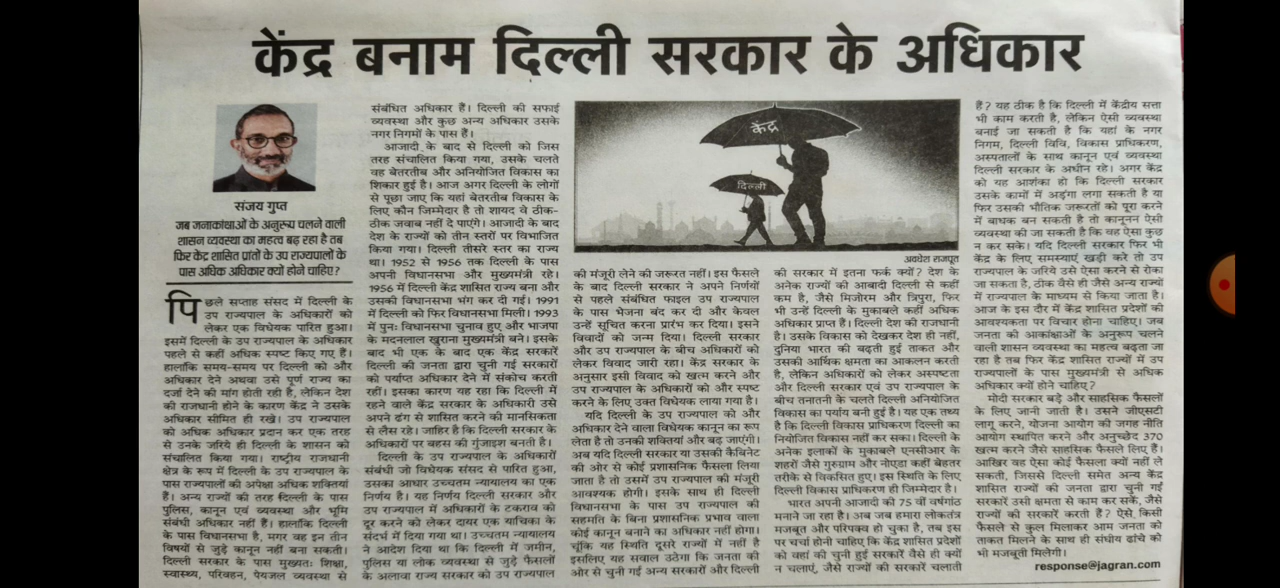 केंद्र बनाम दिल्ली सरकार के अधिकार
संजय गुप्त
जब जनाकांक्षाओं के अनुरूप चलने वाली
शासन व्यवस्था का महत्व बढ़ रहा है तब
फिर केंद्र शासित प्रांतों के उप राज्यपालों के
पास अधिक अधिकार क्यों होने चाहिए?
पिछले सप्ताह संसद में दिल्ली के
उप राज्यपाल के अधिकारों को
लेकर एक विधेयक पारित हुआ।
इसमें दिल्ली के उप राज्यपाल के अधिकार
पहले से कहीं अधिक स्पष्ट किए गए हैं।
हालांकि समय-समय पर दिल्ली को और
अधिकार देने अथवा उसे पूर्ण राज्य का
दर्जा देने की मांग होती रही है, लेकिन देश
की राजधानी होने के कारण केंद्र ने उसके
अधिकार सीमित ही रखे। उप राज्यपाल
को अधिक अधिकार प्रदान कर एक तरह
से उनके जरिये ही दिल्ली के शासन को
संचालित किया गया। राष्ट्रीय राजधानी
क्षेत्र के रूप में दिल्ली के उप राज्यपाल के
पास राज्यपालों की अपेक्षा अधिक शक्तियां
हैं। अन्य राज्यों की तरह दिल्ली के पास
पुलिस, कानून एवं व्यवस्था और भूमि
संबंधी अधिकार नहीं हैं। हालांकि दिल्ली
के पास विधानसभा है, मगर वह इन तीन
विषयों से जुड़े कानून नहीं बना सकती।
दिल्ली सरकार के पास मुख्यतः शिक्षा,
स्वास्थ्य, परिवहन, पेयजल व्यवस्था से
संबंधित अधिकार हैं। दिल्ली की सफाई
व्यवस्था और कुछ अन्य अधिकार उसके
नगर निगमों के पास हैं।
आजादी के बाद से दिल्ली को जिस
तरह संचालित किया गया, उसके चलते
वह बेतरतीब और अनियोजित विकास का
शिकार हुई है। आज अगर दिल्ली के लोगों
से पूछा जाए कि यहां बेतरतीब विकास के
लिए कौन जिम्मेदार है तो शायद वे ठीक-
ठीक जवाब नहीं दे पाएंगे। आजादी के बाद
देश के राज्यों को तीन स्तरों पर विभाजित
किया गया। दिल्ली तीसरे स्तर का राज्य
था। 1952 से 1956 तक दिल्ली के पास
अपनी विधानसभा और मुख्यमंत्री रहे।
1956 में दिल्ली केंद्र शासित राज्य बना और
उसकी विधानसभा भंग कर दी गई। 1991
में दिल्ली को फिर विधानसभा मिली। 1993
में पुनः विधानसभा चुनाव हुए और भाजपा
के मदनलाल खुराना मुख्यमंत्री बने। इसके
बाद भी एक के बाद एक केंद्र सरकारें
दिल्ली की जनता द्वारा चुनी गई सरकारों
को पर्याप्त अधिकार देने में संकोच करती
रहीं। इसका कारण यह रहा कि दिल्ली में
रहने वाले केंद्र सरकार के अधिकारी उसे
अपने ढंग से शासित करने की मानसिकता
से लैस रहे। जाहिर है कि दिल्ली सरकार के
अधिकारों पर बहस की गुंजाइश बनती है।
दिल्ली के उप राज्यपाल के अधिकारों
संबंधी जो विधेयक संसद से पारित हुआ,
उसका आधार उच्चतम न्यायालय का एक
निर्णय है। यह निर्णय दिल्ली सरकार और
उप राज्यपाल में अधिकारों के टकराव को
दूर करने को लेकर दायर एक याचिका के
संदर्भ में दिया गया था। उच्चतम न्यायालय
ने आदेश दिया था कि दिल्ली में जमीन,
पुलिस या लोक व्यवस्था से जुड़े फैसलों
के अलावा राज्य सरकार को उप राज्यपाल
केंद्र
दिल्ली
अवधेश राजपूत
की मंजूरी लेने की जरूरत नहीं। इस फैसले
के बाद दिल्ली सरकार ने अपने निर्णयों
से पहले संबंधित फाइल उप राज्यपाल
के पास भेजना बंद कर दी और केवल
उन्हें सूचित करना प्रारंभ कर दिया। इसने
विवादों को जन्म दिया। दिल्ली सरकार
और उप राज्यपाल के बीच अधिकारों को
लेकर विवाद जारी रहा। केंद्र सरकार के
अनुसार इसी विवाद को खत्म करने और
उप राज्यपाल के अधिकारों को और स्पष्ट
करने के लिए उक्त विधेयक लाया गया है।
यदि दिल्ली के उप राज्यपाल को और
अधिकार देने वाला विधेयक कानून का रूप
लेता है तो उनकी शक्तियां और बढ़ जाएंगी।
अब यदि दिल्ली सरकार या उसकी कैबिनेट
की ओर से कोई प्रशासनिक फैसला लिया
जाता है तो उसमें उप राज्यपाल की मंजूरी
आवश्यक होगी। इसके साथ ही दिल्ली
विधानसभा के पास उप राज्यपाल की
सहमति के बिना प्रशासनिक प्रभाव वाला
कोई कानून बनाने का अधिकार नहीं होगा।
चूंकि यह स्थिति दूसरे राज्यों में नहीं है
इसलिए यह सवाल उठेगा कि जनता की
ओर से चुनी गई अन्य सरकारों और दिल्ली
की सरकार में इतना फर्क क्यों? देश के
अनेक राज्यों की आबादी दिल्ली से कहीं
कम है, जैसे मिजोरम और त्रिपुरा, फिर
भी उन्हें दिल्ली के मुकाबले कहीं अधिक
अधिकार प्राप्त हैं। दिल्ली देश की राजधानी
है। उसके विकास को देखकर देश ही नहीं,
दुनिया भारत की बढ़ती हुई ताकत और
उसकी आर्थिक क्षमता का आकलन करती
है, लेकिन अधिकारों को लेकर अस्पष्टता
और दिल्ली सरकार एवं उप राज्यपाल के
बीच तनातनी के चलते दिल्ली अनियोजित
विकास का पर्याय बनी हुई है। यह एक तथ्य
है कि दिल्ली विकास प्राधिकरण दिल्ली का
नियोजित विकास नहीं कर सका। दिल्ली के
अनेक इलाकों के मुकाबले एनसीआर के
शहरों जैसे गुरुग्राम और नोएडा कहीं बेहतर
तरीके से विकसित हुए। इस स्थिति के लिए
दिल्ली विकास प्राधिकरण ही जिम्मेदार है।
भारत अपनी आजादी की 75 वीं वर्षगांठ
मनाने जा रहा है। अब जब हमारा लोकतंत्र
मजबूत और परिपक्व हो चुका है, तब इस
पर चर्चा होनी चाहिए कि केंद्र शासित प्रदेशों
को वहां की चुनी हुई सरकारें वैसे ही क्यों
न चलाएं, जैसे राज्यों की सरकारें चलाती
हैं? यह ठीक है कि दिल्ली में केंद्रीय सत्ता
भी काम करती है, लेकिन ऐसी व्यवस्था
बनाई जा सकती है कि यहां के नगर
निगम, दिल्ली विवि, विकास प्राधिकरण,
अस्पतालों के साथ कानून एवं व्यवस्था
दिल्ली सरकार के अधीन रहे। अगर केंद्र
को यह आशंका हो कि दिल्ली सरकार
उसके कामों में अड़ंगा लगा सकती है या
फिर उसकी भौतिक जरूरतों को पूरा करने
में बाधक बन सकती है तो कानूनन ऐसी
व्यवस्था की जा सकती है कि वह ऐसा कुछ
न कर सके। यदि दिल्ली सरकार फिर भी
केंद्र के लिए समस्याएं खड़ी करे तो उप
राज्यपाल के जरिये उसे ऐसा करने से रोका
जा सकता है, ठीक वैसे ही जैसे अन्य राज्यों
में राज्यपाल के माध्यम से किया जाता है।
आज के इस दौर में केंद्र शासित प्रदेशों की
आवश्यकता पर विचार होना चाहिए। जब
जनता की आकांक्षाओं के अनुरूप चलने
वाली शासन व्यवस्था का महत्व बढ़ता जा
रहा है तब फिर केंद्र शासित राज्यों में उप
राज्यपालों के पास मुख्यमंत्री से अधिक
अधिकार क्यों होने चाहिए?
मोदी सरकार बड़े और साहसिक फैसलों
के लिए जानी जाती है। उसने जीएसटी
लागू करने, योजना आयोग की जगह नीति
आयोग स्थापित करने और अनुच्छेद 370
खत्म करने जैसे साहसिक फैसले लिए हैं।
आखिर वह ऐसा कोई फैसला क्यों नहीं ले
सकती, जिससे दिल्ली समेत अन्य केंद्र
शासित राज्यों की जनता द्वारा चुनी गई
सरकारें उसी क्षमता से काम कर सकें, जैसे
राज्यों की सरकारें करती हैं? ऐसे किसी
फैसले से कुल मिलाकर आम जनता को
ताकत मिलने के साथ ही संघीय ढांचे को
भी मजबूती मिलेगी।
response@jagran.com